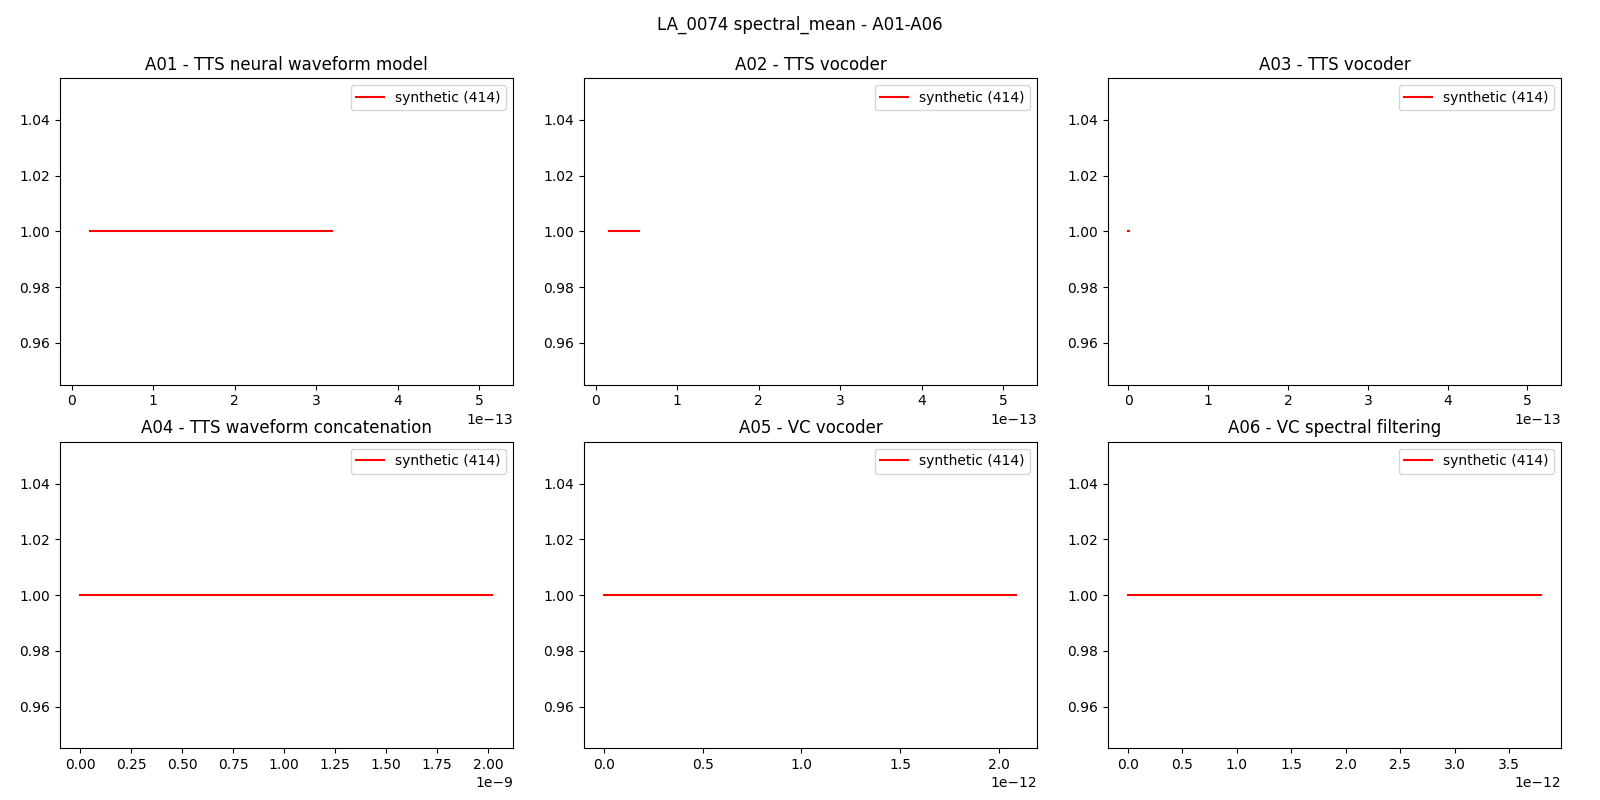 LA_0074 spectral_mean - A01-A06
A01 - TTS neural waveform model
synthetic (414)
1.04
1.02
1.00
0.98
0.96
0 1 2 3 4 5
1e−13
A02 - TTS vocoder
synthetic (414)
1.04
1.02
1.00
0.98
0.96
0 1 2 3 4 5
1e−13
A03 - TTS vocoder
synthetic (414)
1.04
1.02
1.00
0.98
0.96
0 1 2 3 4 5
1e−13
A04 - TTS waveform concatenation
synthetic (414)
1.04
1.02
1.00
0.98
0.96
0.00 0.25 0.50 0.75 1.00 1.25 1.50 1.75 2.00
1e−9
A05 - VC vocoder
synthetic (414)
1.04
1.02
1.00
0.98
0.96
0.0 0.5 1.0 1.5 2.0
1e−12
A06 - VC spectral filtering
synthetic (414)
1.04
1.02
1.00
0.98
0.96
0.0 0.5 1.0 1.5 2.0 2.5 3.0 3.5
1e−12